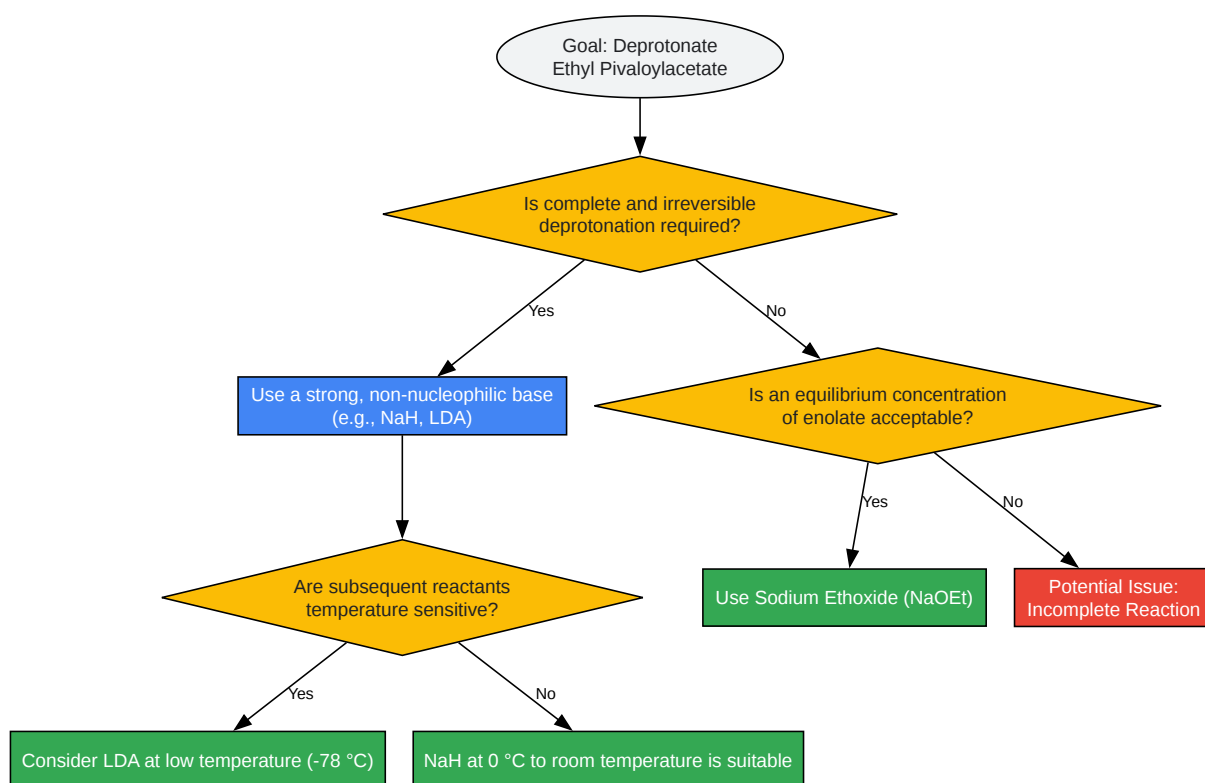 Goal: Deprotonate
Ethyl Pivaloylacetate
Is complete and irreversible
deprotonation required?
Yes
No
Use a strong, non-nucleophilic base
(e.g., NaH, LDA)
Is an equilibrium concentration
of enolate acceptable?
Yes
No
Are subsequent reactants
temperature sensitive?
Use Sodium Ethoxide (NaOEt)
Potential Issue:
Incomplete Reaction
Yes
No
Consider LDA at low temperature (-78 °C)
NaH at 0 °C to room temperature is suitable